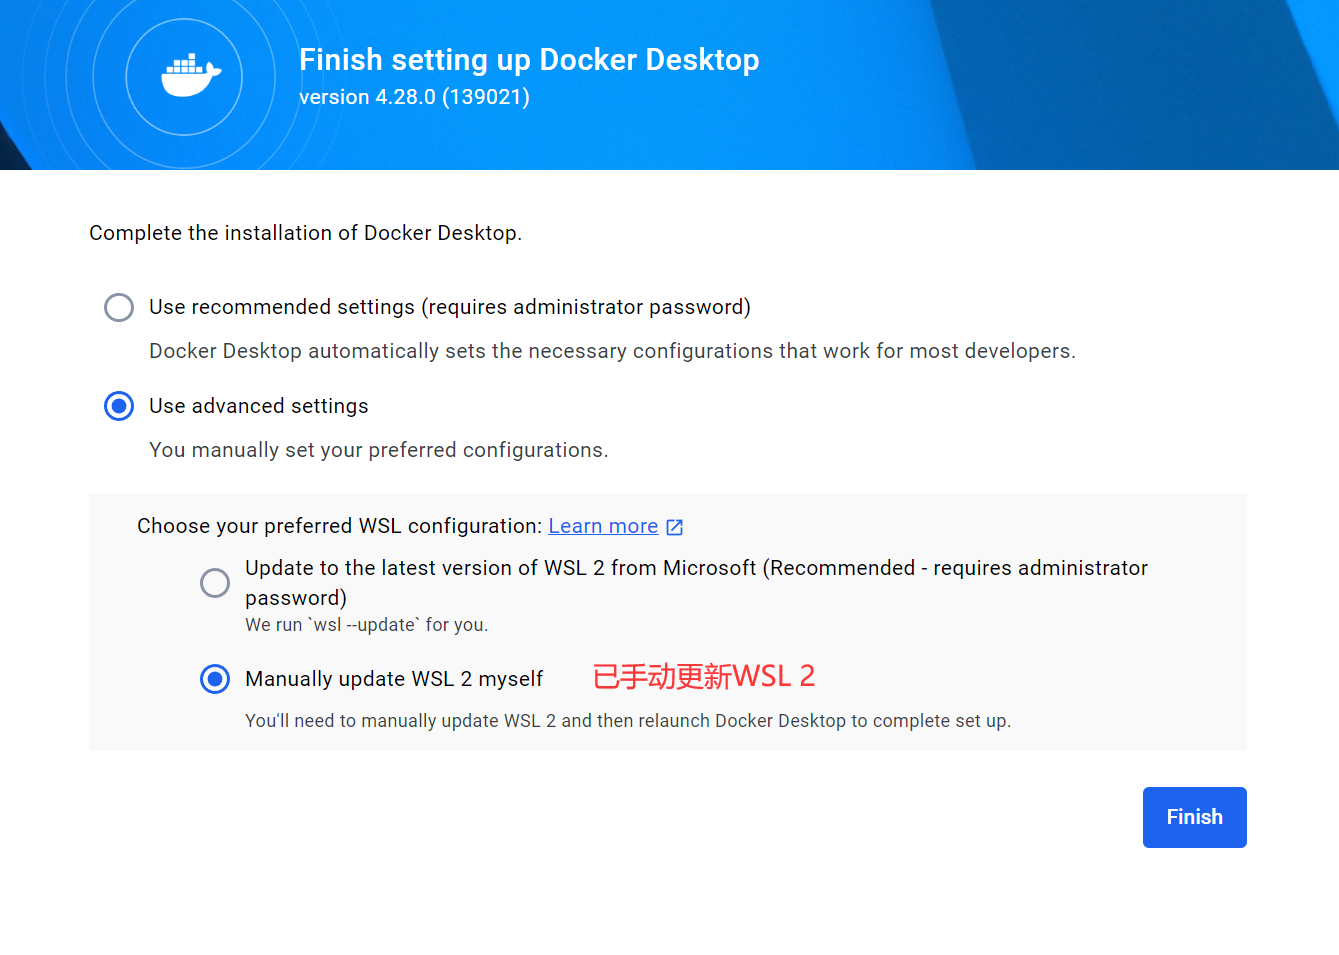 Finish setting up Docker Desktop
version 4.28.0 (139021)
Complete the installation of Docker Desktop.
Use recommended settings (requires administrator password)
Docker Desktop automatically sets the necessary configurations that work for most developers.
Use advanced settings
You manually set your preferred configurations.
Choose your preferred WSL configuration: Learn more
Update to the latest version of WSL 2 from Microsoft (Recommended - requires administrator
password)
We run `wsl --update` for you.
Manually update WSL 2 myself 已手动更新WSL 2
You'll need to manually update WSL 2 and then relaunch Docker Desktop to complete set up.
Finish